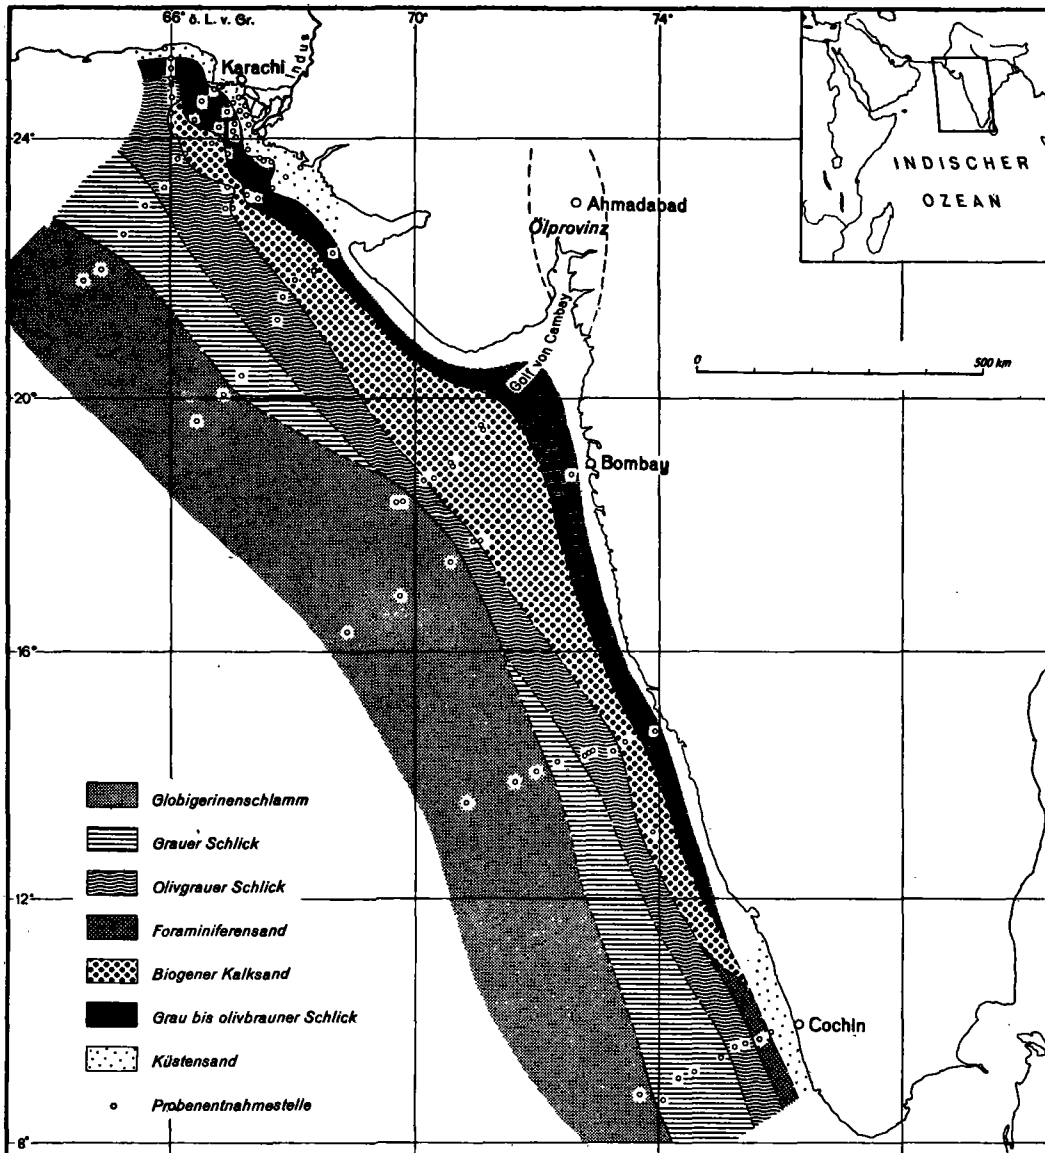 66° ö. L. v. Gr.
70°
74°
Karachi
Indus
24°
INDISCHER
OZEAN
Ahmadabad
Ölprovinz
Golf von Cambay
0
500 km
20°
Bombay
16°
Globigerinenschlamm
Grauer Schlick
Olivgrauer Schlick
12°
Foraminiferensand
Biogener Kalksand
Grau bis olivbrauner Schlick
Cochin
Küstensand
Probenentnahmestelle
8°